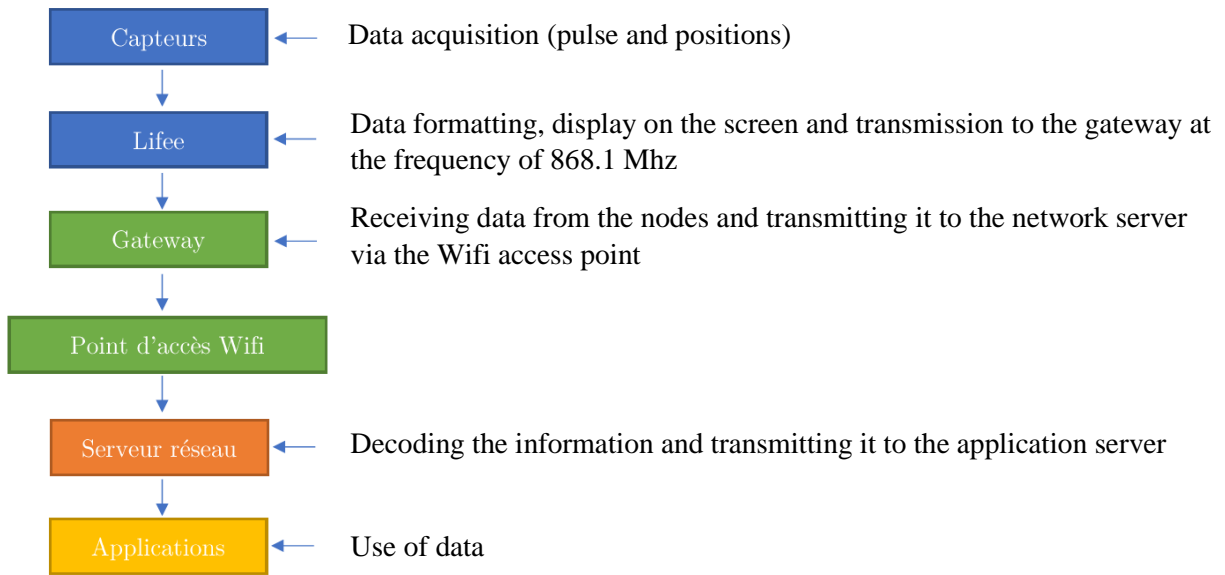 Capteurs
Data acquisition (pulse and positions)
Lifee
Data formatting, display on the screen and transmission to the gateway at
the frequency of 868.1 Mhz
Gateway
Receiving data from the nodes and transmitting it to the network server
via the Wifi access point
Point d'accès Wifi
Serveur réseau
Decoding the information and transmitting it to the application server
Applications
Use of data